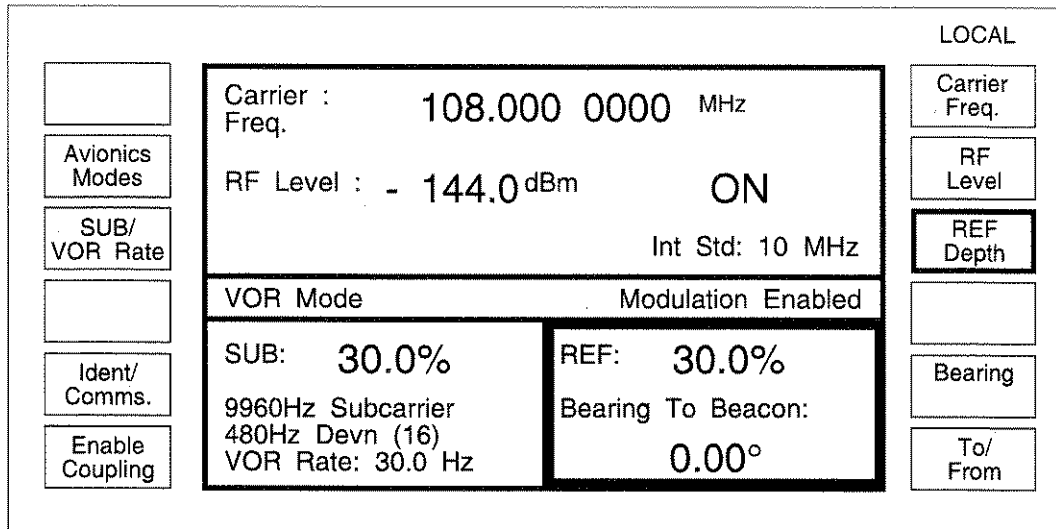 LOCAL
Avionics
Modes
SUB/
VOR Rate
Ident/
Comms.
Enable
Coupling
Carrier :
Freq.
108.000 0000 MHz
RF Level : - 144.0 dBm ON
Int Std: 10 MHz
VOR Mode Modulation Enabled
SUB: 30.0%
9960Hz Subcarrier
480Hz Devn (16)
VOR Rate: 30.0 Hz
REF: 30.0%
Bearing To Beacon:
0.00°
Carrier
Freq.
RF
Level
REF
Depth
Bearing
To/
From